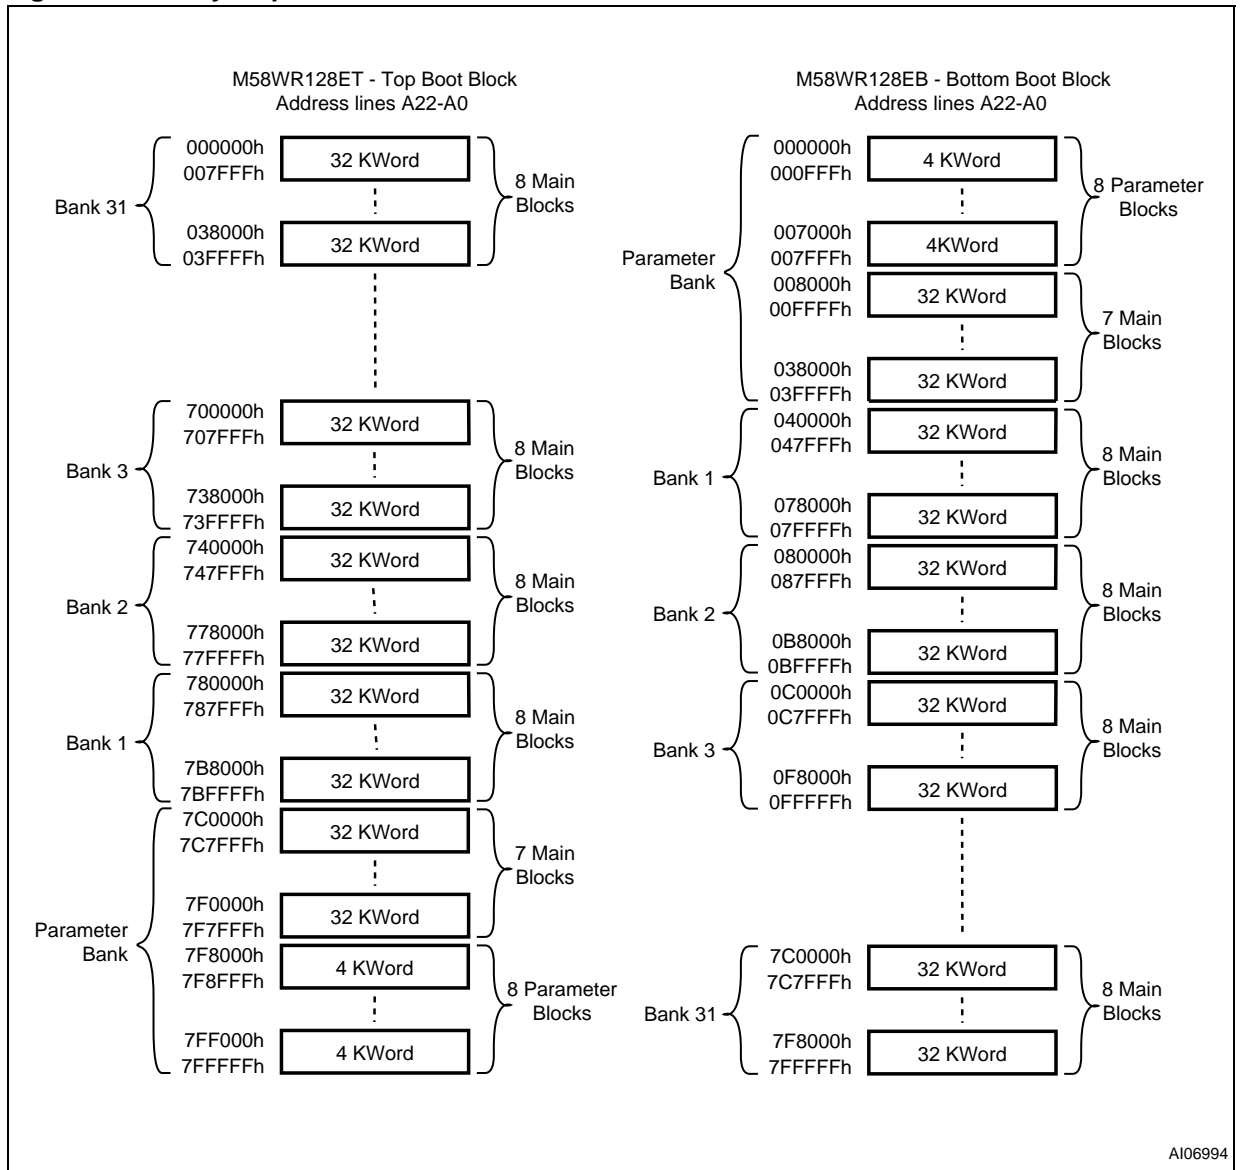 M58WR128ET - Top Boot Block
Address lines A22-A0
000000h
007FFFh
32 KWord
8 Main
Blocks
Bank 31
038000h
03FFFFh
32 KWord
700000h
707FFFh
32 KWord
8 Main
Blocks
Bank 3
738000h
73FFFFh
32 KWord
740000h
747FFFh
32 KWord
8 Main
Blocks
Bank 2
778000h
77FFFFh
32 KWord
780000h
787FFFh
32 KWord
8 Main
Blocks
Bank 1
7B8000h
7BFFFFh
32 KWord
7C0000h
7C7FFFh
32 KWord
7 Main
Blocks
7F0000h
7F7FFFh
32 KWord
Parameter
Bank
7F8000h
7F8FFFh
4 KWord
8 Parameter
Blocks
7FF000h
7FFFFFh
4 KWord
M58WR128EB - Bottom Boot Block
Address lines A22-A0
000000h
000FFFh
4 KWord
8 Parameter
Blocks
007000h
007FFFh
4KWord
Parameter
Bank
008000h
00FFFFh
32 KWord
7 Main
Blocks
038000h
03FFFFh
32 KWord
040000h
047FFFh
32 KWord
8 Main
Blocks
Bank 1
078000h
07FFFFh
32 KWord
080000h
087FFFh
32 KWord
8 Main
Blocks
Bank 2
0B8000h
0BFFFFh
32 KWord
0C0000h
0C7FFFh
32 KWord
8 Main
Blocks
Bank 3
0F8000h
0FFFFFh
32 KWord
7C0000h
7C7FFFh
32 KWord
8 Main
Blocks
Bank 31
7F8000h
7FFFFFh
32 KWord
AI06994